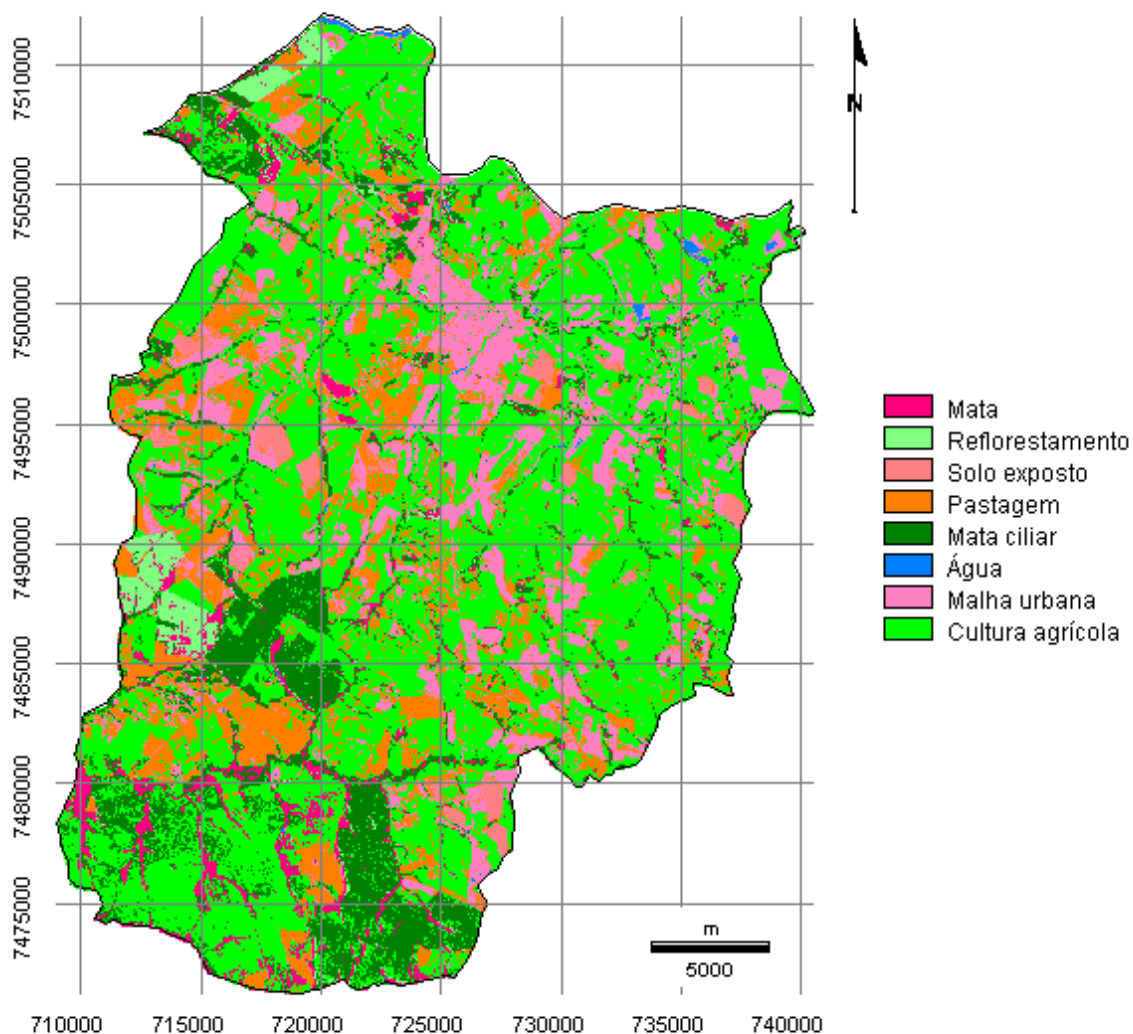 7510000
7505000
7500000
7495000
7490000
7485000
7480000
7475000
N
Mata
Reflorestamento
Solo exposto
Pastagem
Mata ciliar
Água
Malha urbana
Cultura agrícola
m
5000
710000 715000 720000 725000 730000 735000 740000